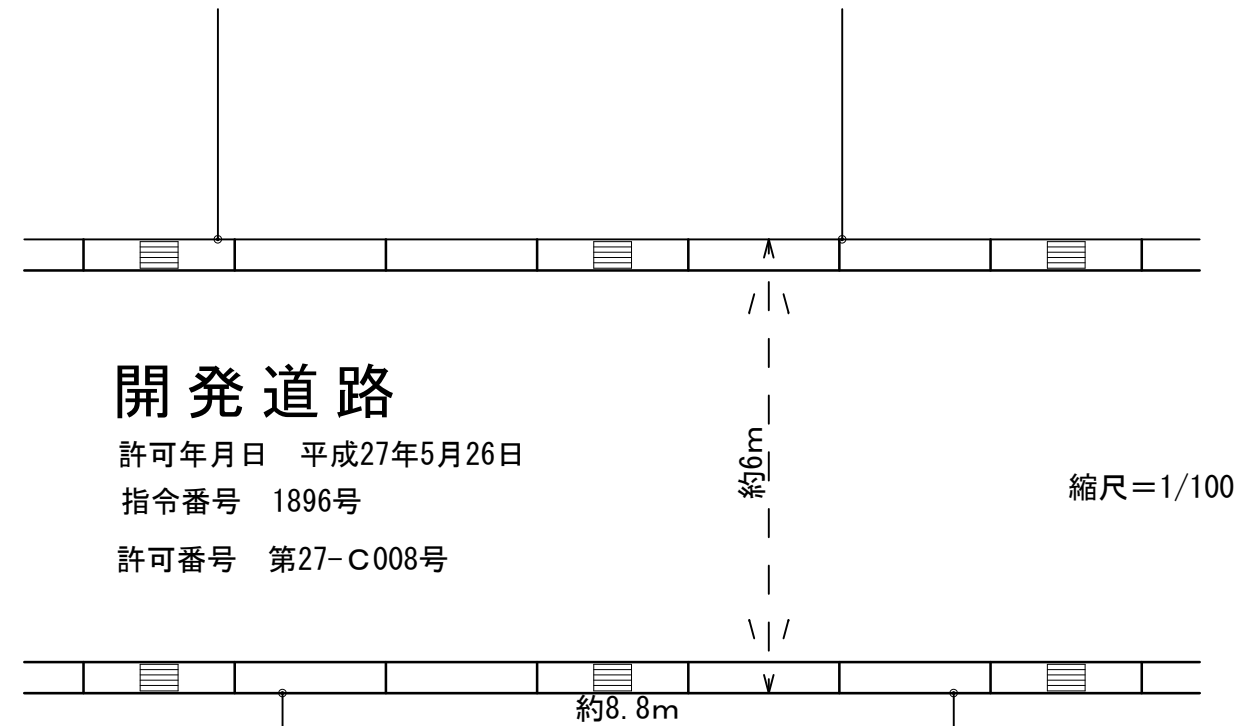 開発道路
許可年月日　平成27年5月26日
指令番号　1896号
許可番号　第27-C008号
約6m
縮尺＝1/100
約8.8m